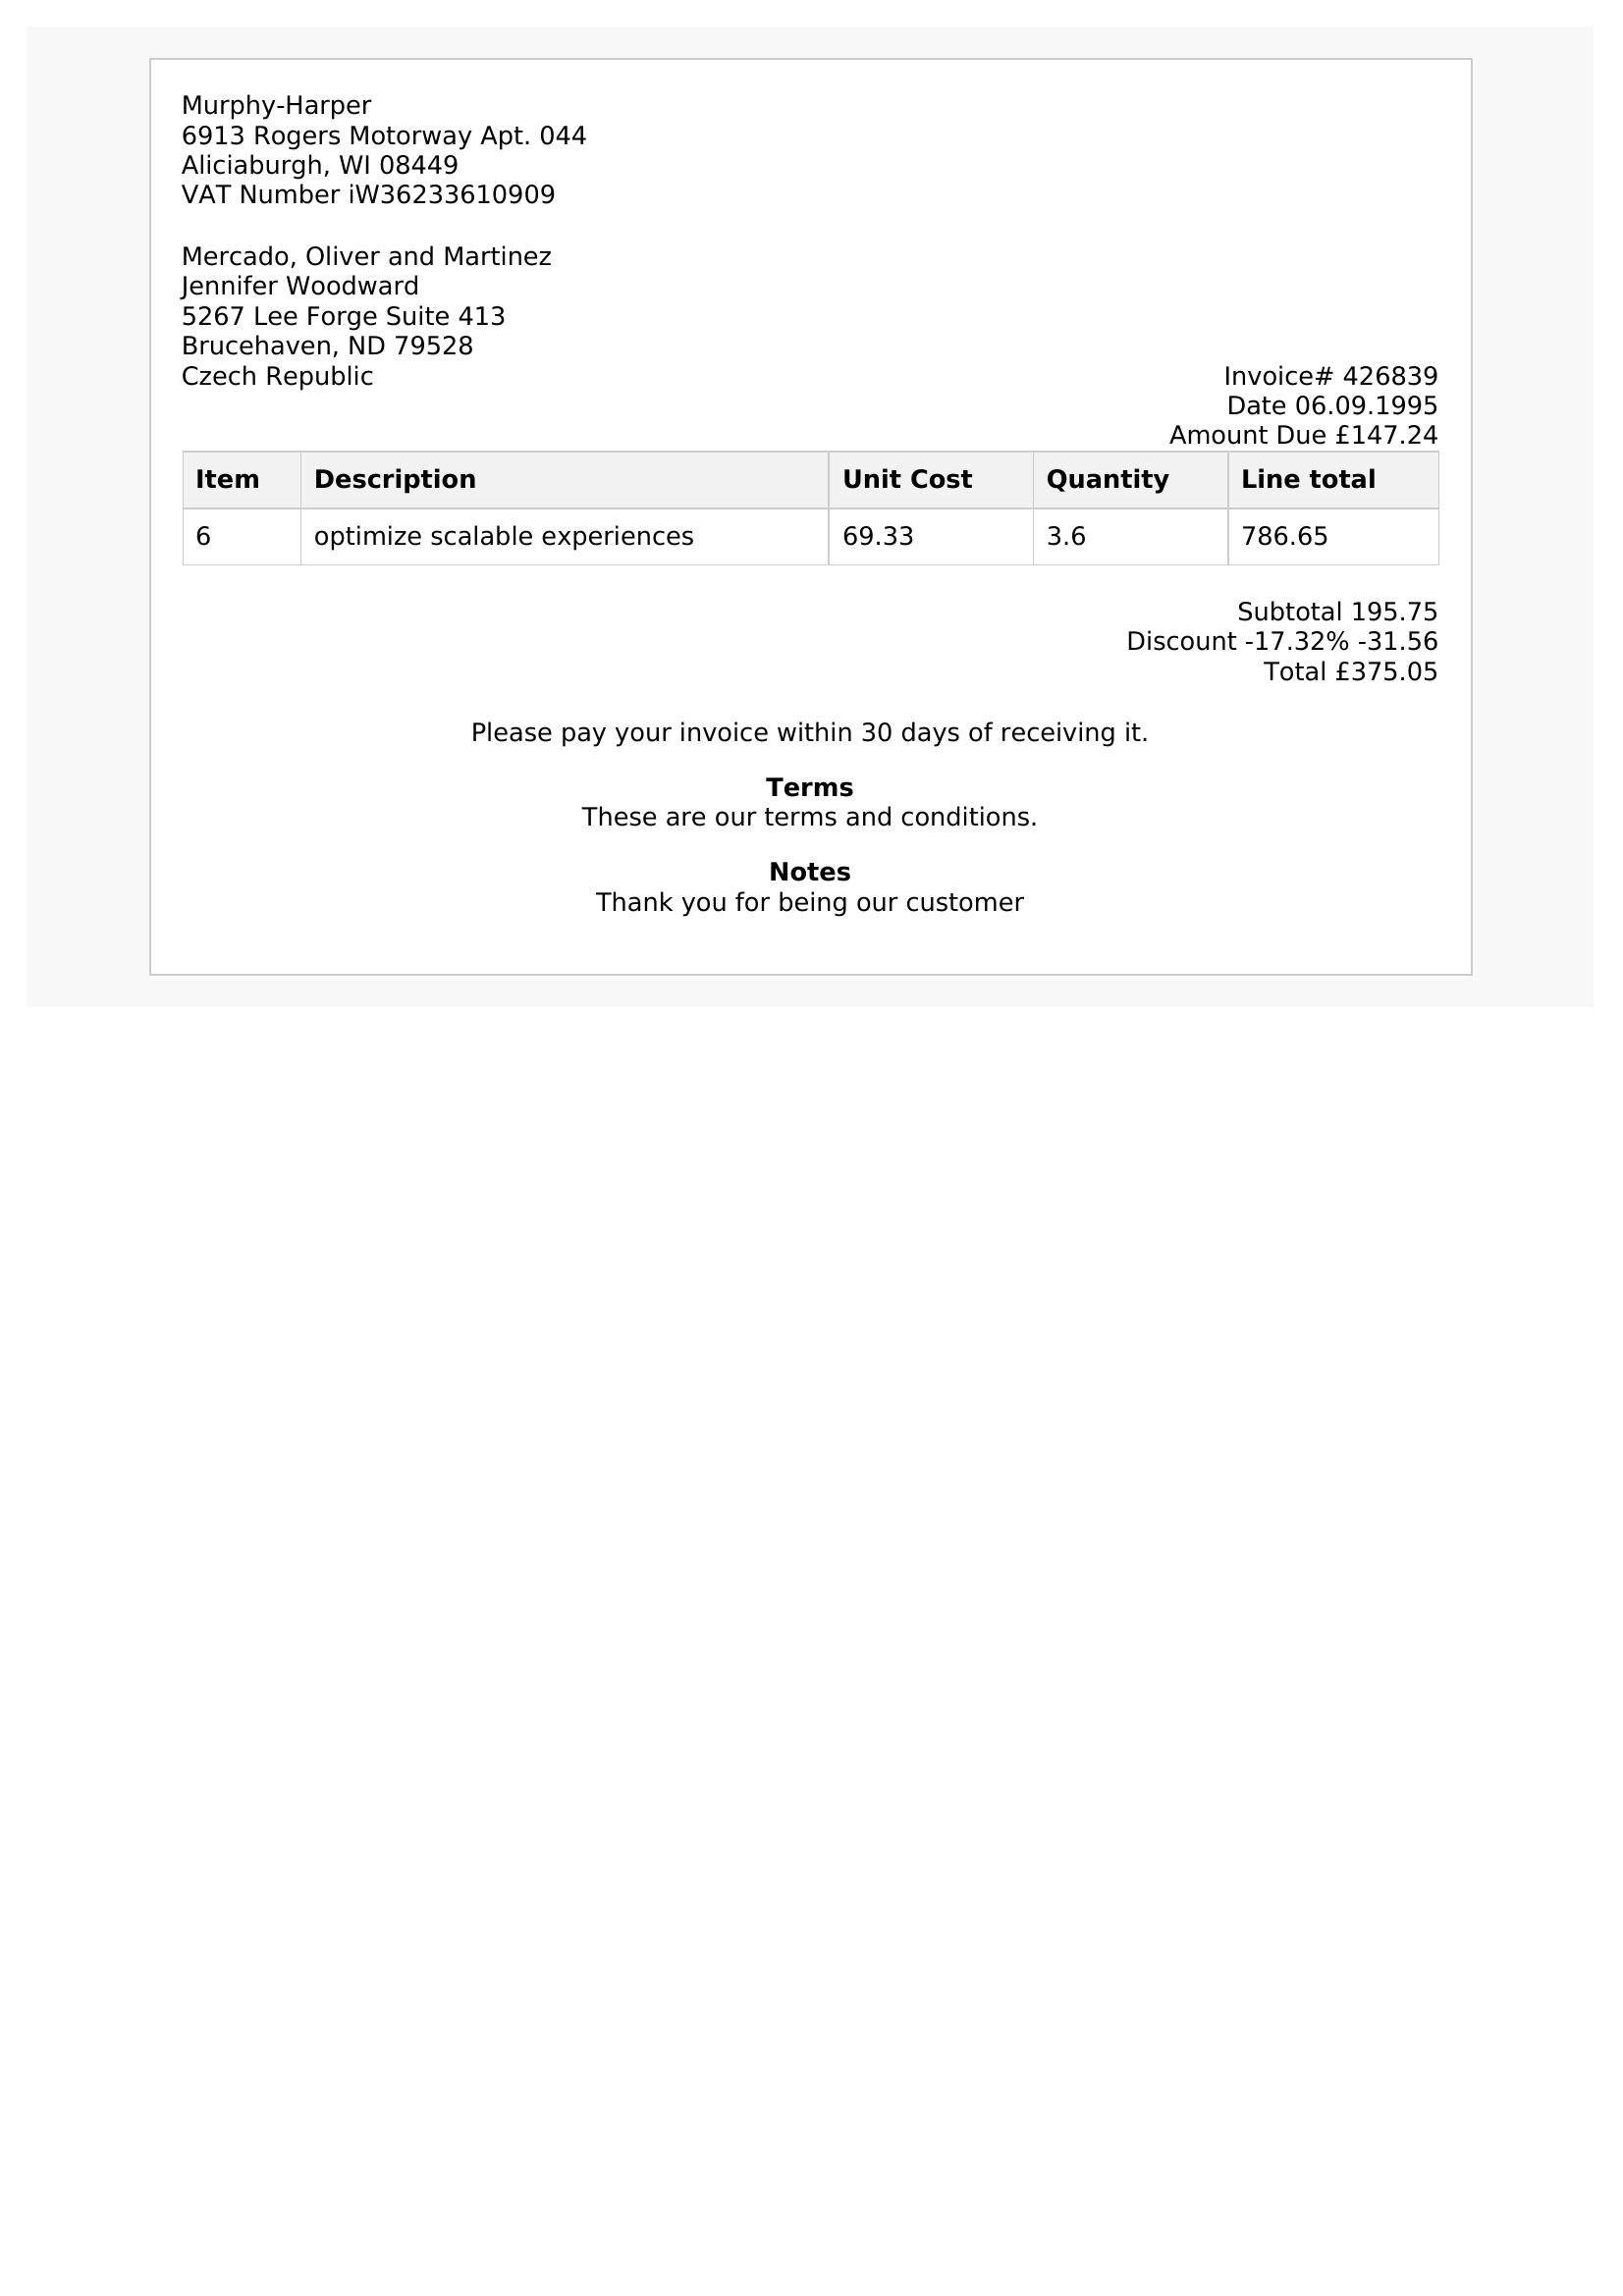 Murphy-Harper
6913 Rogers Motorway Apt. 044
Aliciaburgh, WI 08449
VAT Number iW36233610909
Mercado, Oliver and Martinez
Jennifer Woodward
5267 Lee Forge Suite 413
Brucehaven, ND 79528
Czech Republic
Invoice# 426839
Date 06.09.1995
Amount Due £147.24
Item Description Unit Cost Quantity Line total
6 optimize scalable experiences 69.33 3.6 786.65
Subtotal 195.75
Discount -17.32% -31.56
Total £375.05
Please pay your invoice within 30 days of receiving it.
Terms
These are our terms and conditions.
Notes
Thank you for being our customer